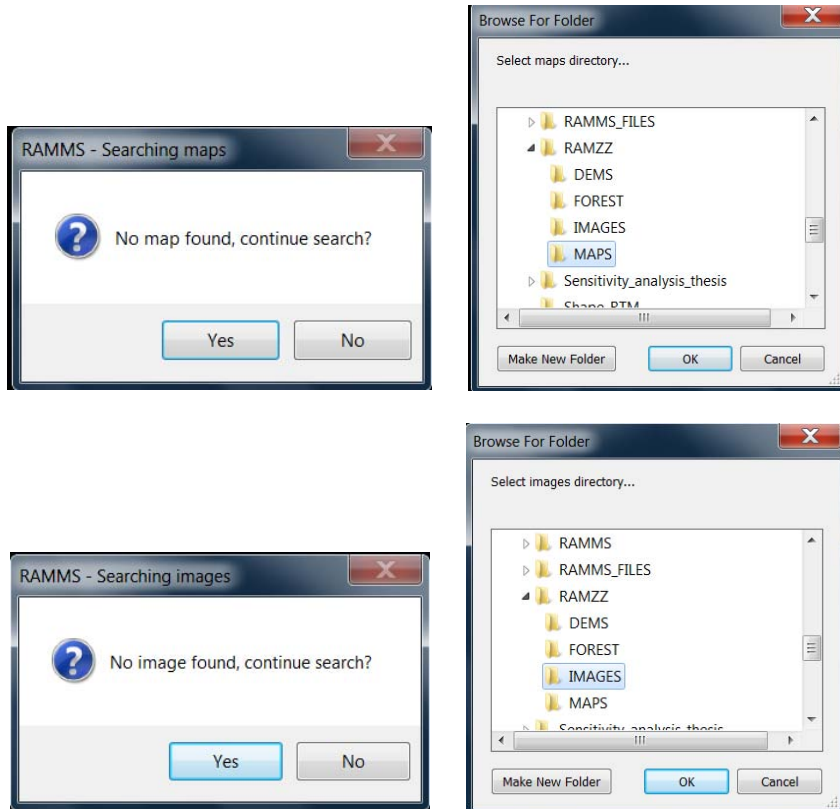 RAMMS - Searching maps
No map found, continue search?
Yes No
Browse For Folder
Select maps directory...
RAMMS_FILES
RAMZZ
DEMS
FOREST
IMAGES
MAPS
Sensitivity_analysis_thesis
Make New Folder OK Cancel
RAMMS - Searching images
No image found, continue search?
Yes No
Browse For Folder
Select images directory...
RAMMS
RAMMS_FILES
RAMZZ
DEMS
FOREST
IMAGES
MAPS
Sensitivity_analysis_thesis
Make New Folder OK Cancel